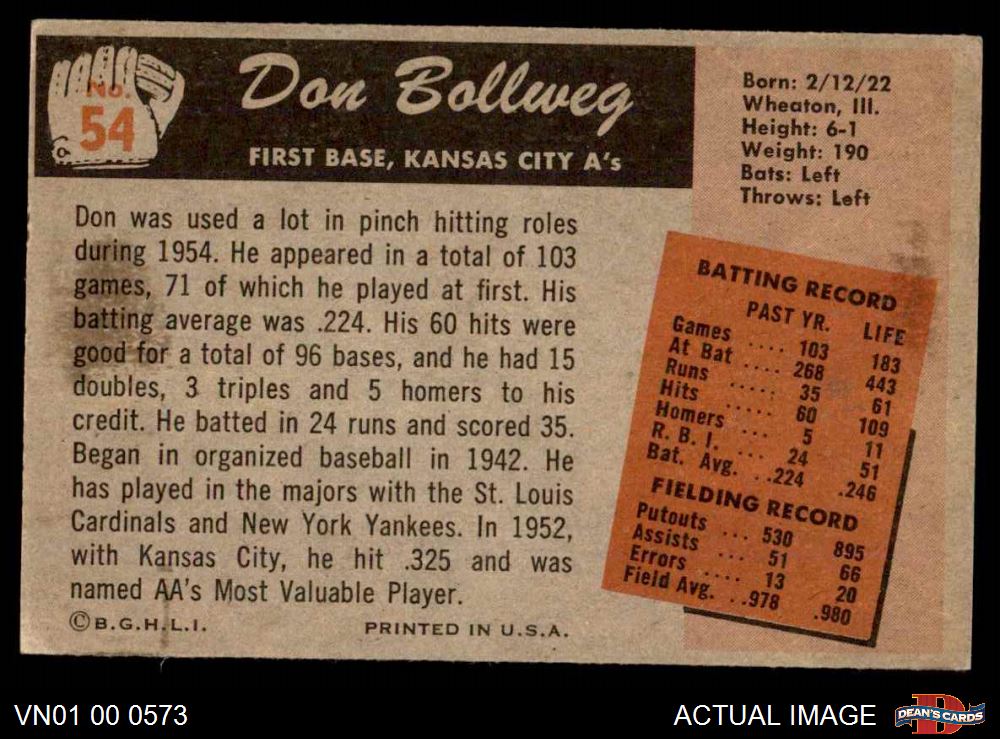 No.
54
Don Bollweg
FIRST BASE, KANSAS CITY A's
Born: 2/12/22
Wheaton, Ill.
Height: 6-1
Weight: 190
Bats: Left
Throws: Left
Don was used a lot in pinch hitting roles
during 1954. He appeared in a total of 103
games, 71 of which he played at first. His
batting average was .224. His 60 hits were
good for a total of 96 bases, and he had 15
doubles, 3 triples and 5 homers to his
credit. He batted in 24 runs and scored 35.
Began in organized baseball in 1942. He
has played in the majors with the St. Louis
Cardinals and New York Yankees. In 1952,
with Kansas City, he hit .325 and was
named AA's Most Valuable Player.
©B.G.H.L.I. PRINTED IN U.S.A.
BATTING RECORD
PAST YR. LIFE
Games .... 103 183
At Bat .... 268 443
Runs ..... 35 61
Hits ..... 60 109
Homers ... 5 11
R. B. I. ... 24 51
Bat. Avg. ..224 .246
FIELDING RECORD
Putouts ... 530 895
Assists ... 51 66
Errors .... 13 20
Field Avg. ..978 .980
VN01 00 0573
ACTUAL IMAGE
D
DEAN'S CARDS